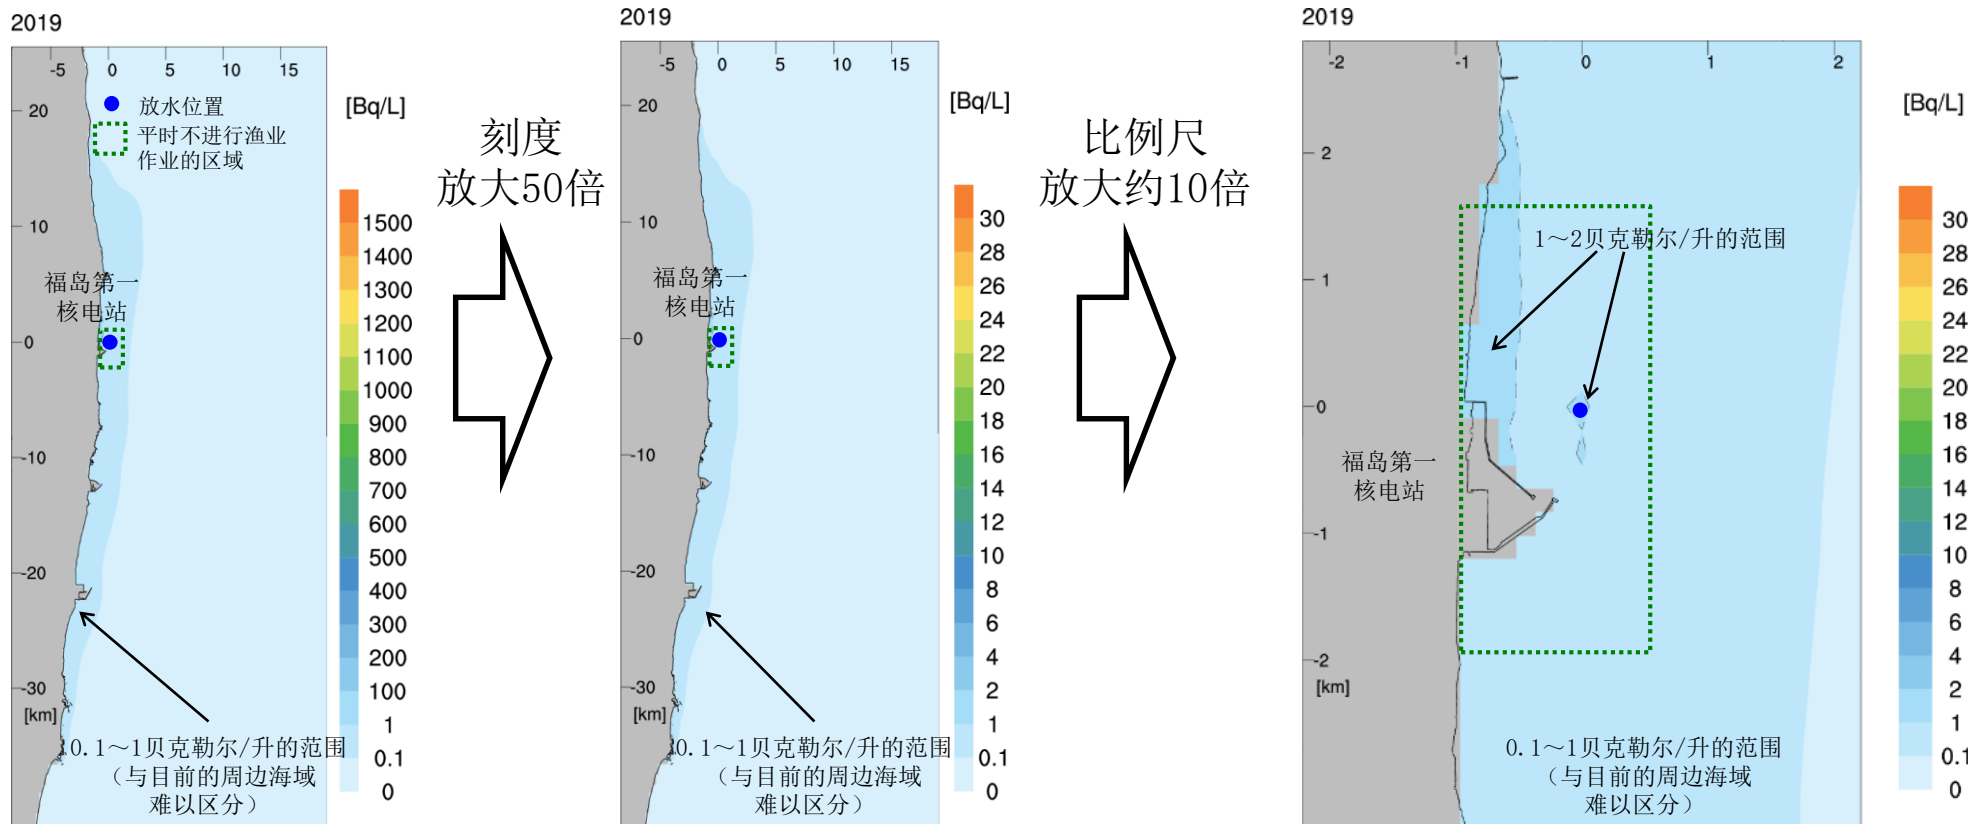 2019
-5 0 5 10 15
20
10
0
-10
-20
-30
[km]
放水位置
平时不进行渔业
作业的区域
福岛第一
核电站
0.1～1贝克勒尔/升的范围
（与目前的周边海域
难以区分）
[Bq/L]
1500
1400
1300
1200
1100
1000
900
800
700
600
500
400
300
200
100
1
0.1
0
刻度
放大50倍
2019
-5 0 5 10 15
20
10
0
-10
-20
-30
[km]
福岛第一
核电站
0.1～1贝克勒尔/升的范围
（与目前的周边海域
难以区分）
[Bq/L]
30
28
26
24
22
20
18
16
14
12
10
8
6
4
2
1
0.1
0
比例尺
放大约10倍
2019
-2 -1 0 1 2
2
1
0
-1
-2
[km]
1～2贝克勒尔/升的范围
福岛第一
核电站
0.1～1贝克勒尔/升的范围
（与目前的周边海域
难以区分）
[Bq/L]
30
28
26
24
22
20
18
16
14
12
10
8
6
4
2
1
0.1
0